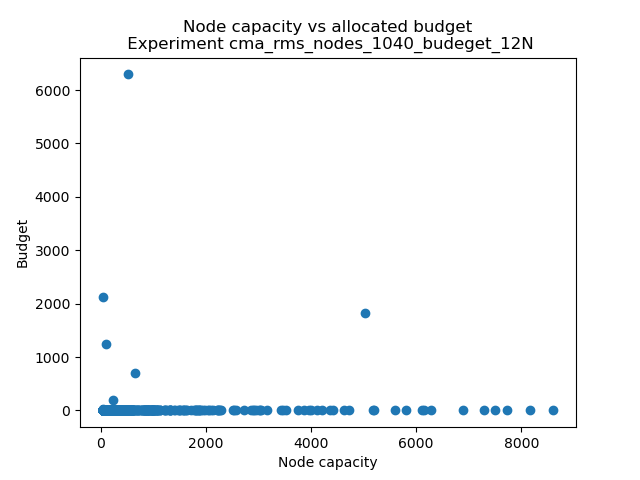 Node capacity vs allocated budget
Experiment cma_rms_nodes_1040_budeget_12N
6000
5000
4000
3000
2000
1000
0
Budget
0 2000 4000 6000 8000
Node capacity